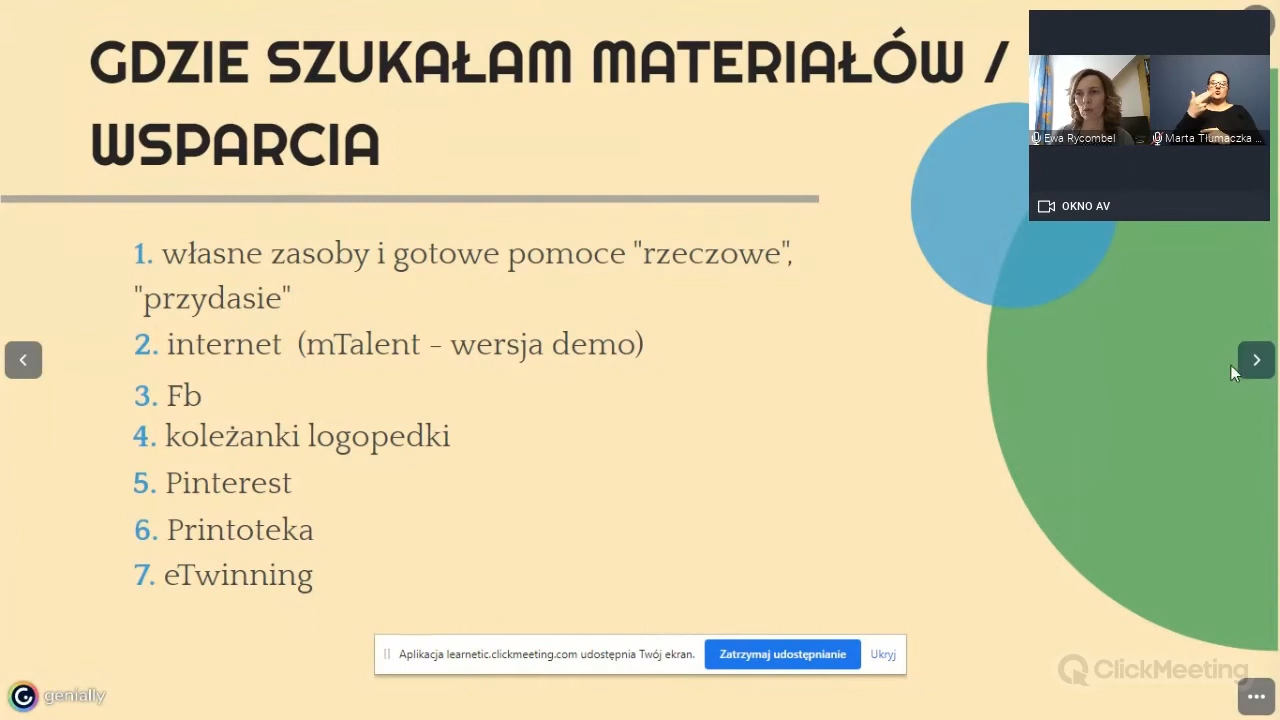 GDZIE SZUKAŁAM MATERIAŁÓW /
WSPARCIA
Ewa Rycombel
Marta Tłumaczka ...
OKNO AV
1. własne zasoby i gotowe pomoce "rzeczowe",
"przydasie"
2. internet (mTalent - wersja demo)
3. Fb
4. koleżanki logopedki
5. Pinterest
6. Printoteka
7. eTwinning
Aplikacja learnetic.clickmeeting.com udostępnia Twój ekran.
Zatrzymaj udostępnianie
Ukryj
ClickMeeting
genially